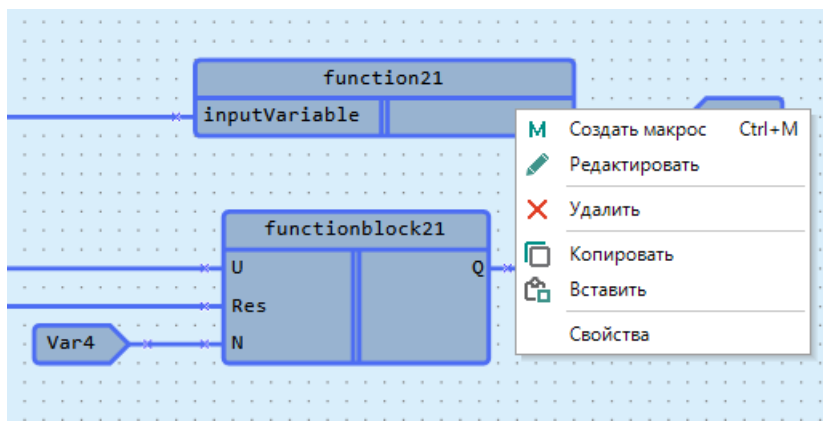 function21
inputVariable
Создать макрос Ctrl+M
Редактировать
Удалить
Копировать
Вставить
Свойства
functionblock21
U Q
Res
Var4 N